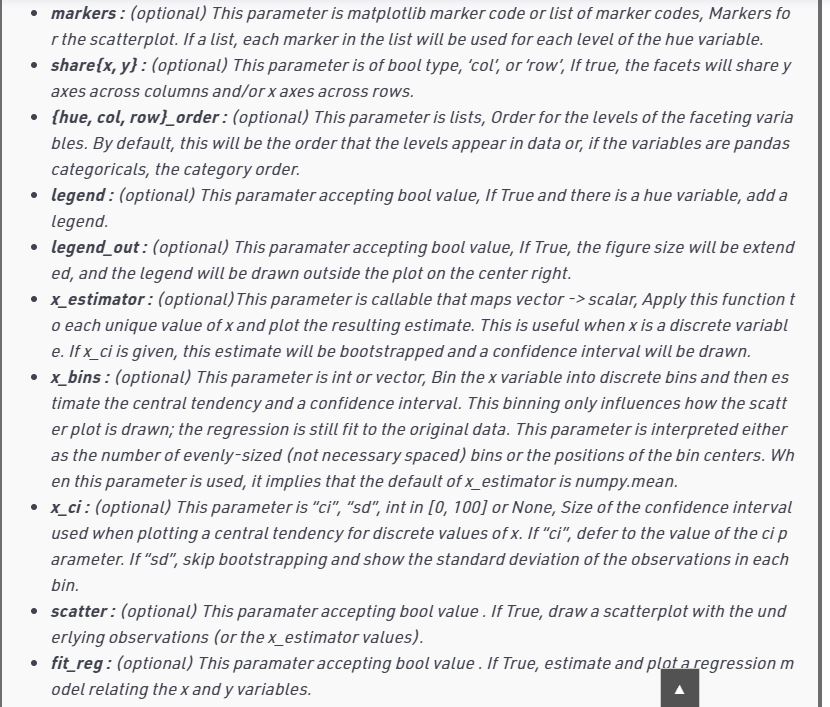 • markers : (optional) This parameter is matplotlib marker code or list of marker codes, Markers fo
r the scatterplot. If a list, each marker in the list will be used for each level of the hue variable.
• share{x, y} : (optional) This parameter is of bool type, ‘col’, or ‘row’, If true, the facets will share y
axes across columns and/or x axes across rows.
• {hue, col, row}_order : (optional) This parameter is lists, Order for the levels of the faceting varia
bles. By default, this will be the order that the levels appear in data or, if the variables are pandas
categoricals, the category order.
• legend : (optional) This paramater accepting bool value, If True and there is a hue variable, add a
legend.
• legend_out : (optional) This paramater accepting bool value, If True, the figure size will be extend
ed, and the legend will be drawn outside the plot on the center right.
• x_estimator : (optional)This parameter is callable that maps vector -> scalar, Apply this function t
o each unique value of x and plot the resulting estimate. This is useful when x is a discrete variabl
e. If x_ci is given, this estimate will be bootstrapped and a confidence interval will be drawn.
• x_bins : (optional) This parameter is int or vector, Bin the x variable into discrete bins and then es
timate the central tendency and a confidence interval. This binning only influences how the scatt
er plot is drawn; the regression is still fit to the original data. This parameter is interpreted either
as the number of evenly-sized (not necessary spaced) bins or the positions of the bin centers. Wh
en this parameter is used, it implies that the default of x_estimator is numpy.mean.
• x_ci : (optional) This parameter is “ci”, “sd”, int in [0, 100] or None, Size of the confidence interval
used when plotting a central tendency for discrete values of x. If “ci”, defer to the value of the ci p
arameter. If “sd”, skip bootstrapping and show the standard deviation of the observations in each
bin.
• scatter : (optional) This paramater accepting bool value . If True, draw a scatterplot with the und
erlying observations (or the x_estimator values).
• fit_reg : (optional) This paramater accepting bool value . If True, estimate and plot a regression m
odel relating the x and y variables.